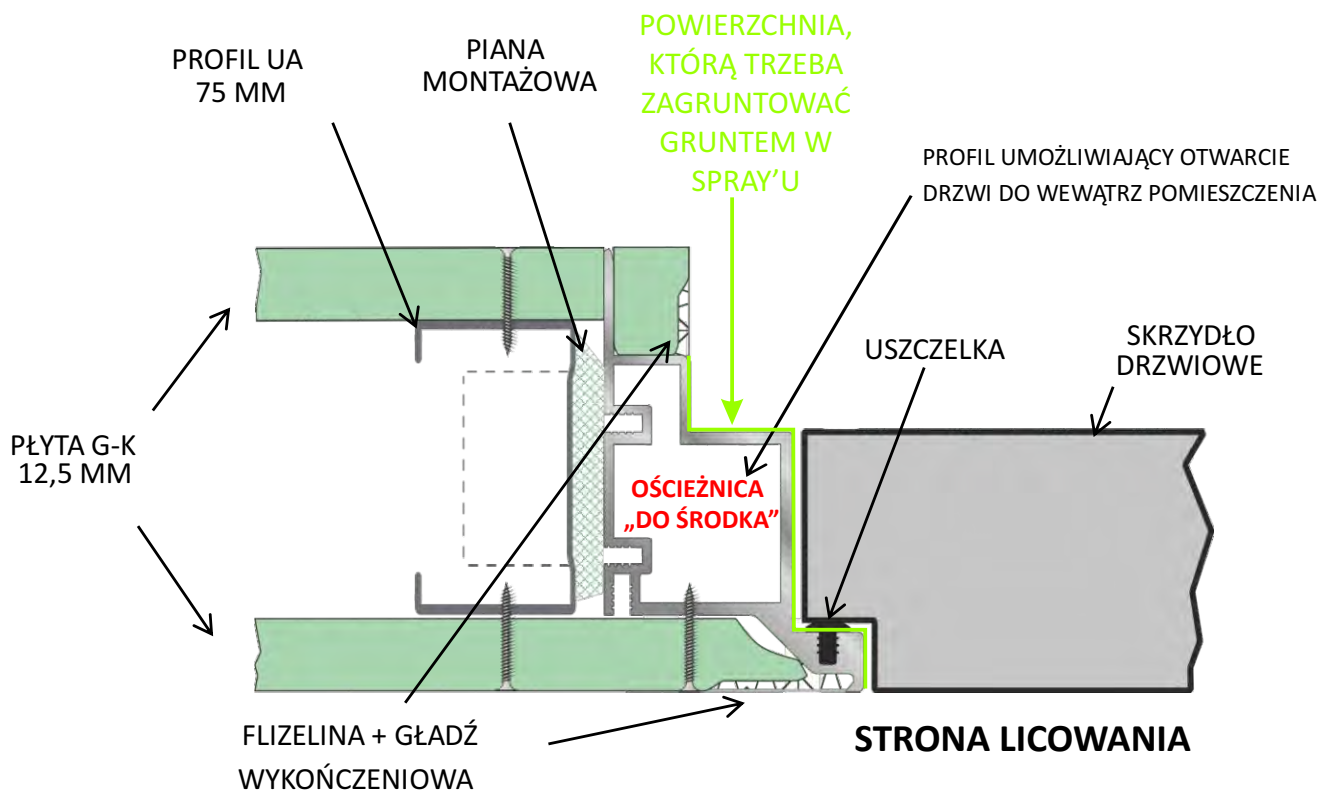 PROFIL UA
75 MM
PIANA
MONTAŻOWA
POWIERZCHNIA,
KTÓRĄ TRZEBA
ZAGRUNTOWAĆ
GRUNTEM W
SPRAY’U
PROFIL UMOŻLIWIAJĄCY OTWARCIE
DRZWI DO WEWĄTRZ POMIESZCZENIA
USZCZELKA
SKRZYDŁO
DRZWIOWE
PŁYTA G-K
12,5 MM
OŚCIEŻNICA
„DO ŚRODKA”
FLIZELINA + GŁADŹ
WYKOŃCZENIOWA
STRONA LICOWANIA